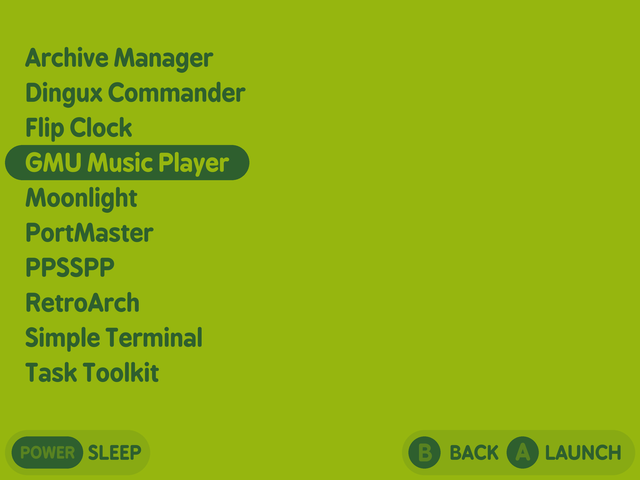 Archive Manager
Dingux Commander
Flip Clock
GMU Music Player
Moonlight
PortMaster
PPSSPP
RetroArch
Simple Terminal
Task Toolkit
POWER SLEEP B BACK A LAUNCH